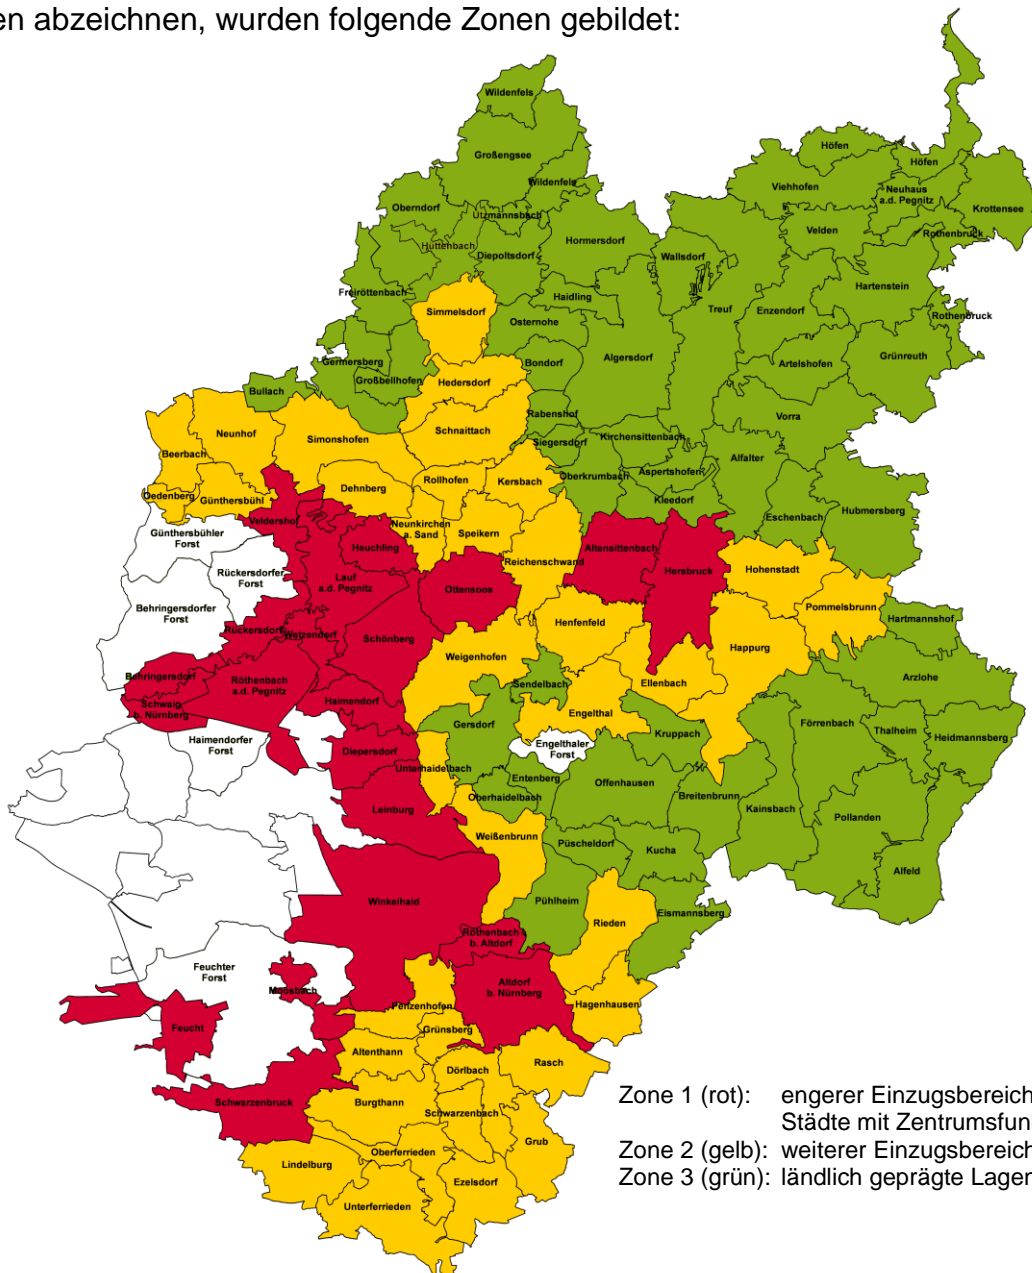 en abzeichnen, wurden folgende Zonen gebildet:
Wildenfels
Großengsee
Wildenfels
Höfen
Höfen
Viehhofen
Neuhaus
a.d. Pegnitz
Krottensee
Oberndorf
Utzmannsbach
Hormersdorf
Velden
Rothenbruck
Hüttenbach
Diepoltsdorf
Wallsdorf
Freiröttenbach
Haidling
Treuf
Enzendorf
Hartenstein
Simmelsdorf
Osternohe
Rothenbruck
Germersberg
Bondorf
Algersdorf
Artelshofen
Grünreuth
Großbellhofen
Hedersdorf
Bullach
Rabenshof
Vorra
Neunhof
Simonshofen
Schnaittach
Siegersdorf
Kirchensittenbach
Beerbach
Alfalter
Oedenberg
Günthersbühl
Dehnberg
Rollhofen
Kersbach
Oberkrumbach
Aspertshofen
Kleedorf
Hubmersberg
Veldershof
Neunkirchen
a. Sand
Speikern
Eschenbach
Günthersbühler
Forst
Heuchling
Reichenschwand
Altensittenbach
Hersbruck
Hohenstadt
Rückersdorfer
Forst
Lauf
a.d. Pegnitz
Ottensoos
Behringersdorfer
Forst
Pommelsbrunn
Hartmannshof
Rückersdorf
Wetzendorf
Schönberg
Henfenfeld
Happurg
Weigenhofen
Behringersdorf
Röthenbach
a.d. Pegnitz
Sendelbach
Ellenbach
Arzlohe
Schwaig
b. Nürnberg
Haimendorf
Engelthal
Gersdorf
Förrenbach
Thalheim
Heidmannsberg
Haimendorfer
Forst
Diepersdorf
Engelthaler
Forst
Kruppach
Unterhaidelbach
Entenberg
Offenhausen
Leinburg
Oberhaidelbach
Breitenbrunn
Kainsbach
Pollanden
Weißenbrunn
Püscheldorf
Kucha
Alfeld
Winkelhaid
Pühlheim
Eismannsberg
Rieden
Röthenbach
b. Altdorf
Feuchter
Forst
Moosbach
Altdorf
b. Nürnberg
Penzenhofen
Hagenhausen
Feucht
Grünsberg
Altenthann
Rasch
Dörlbach
Schwarzenbruck
Burgthann
Schwarzenbach
Grub
Oberferrieden
Lindelburg
Ezelsdorf
Unterferrieden
Zone 1 (rot): engerer Einzugsbereich
Städte mit Zentrumsfun
Zone 2 (gelb): weiterer Einzugsbereich
Zone 3 (grün): ländlich geprägte Lagen